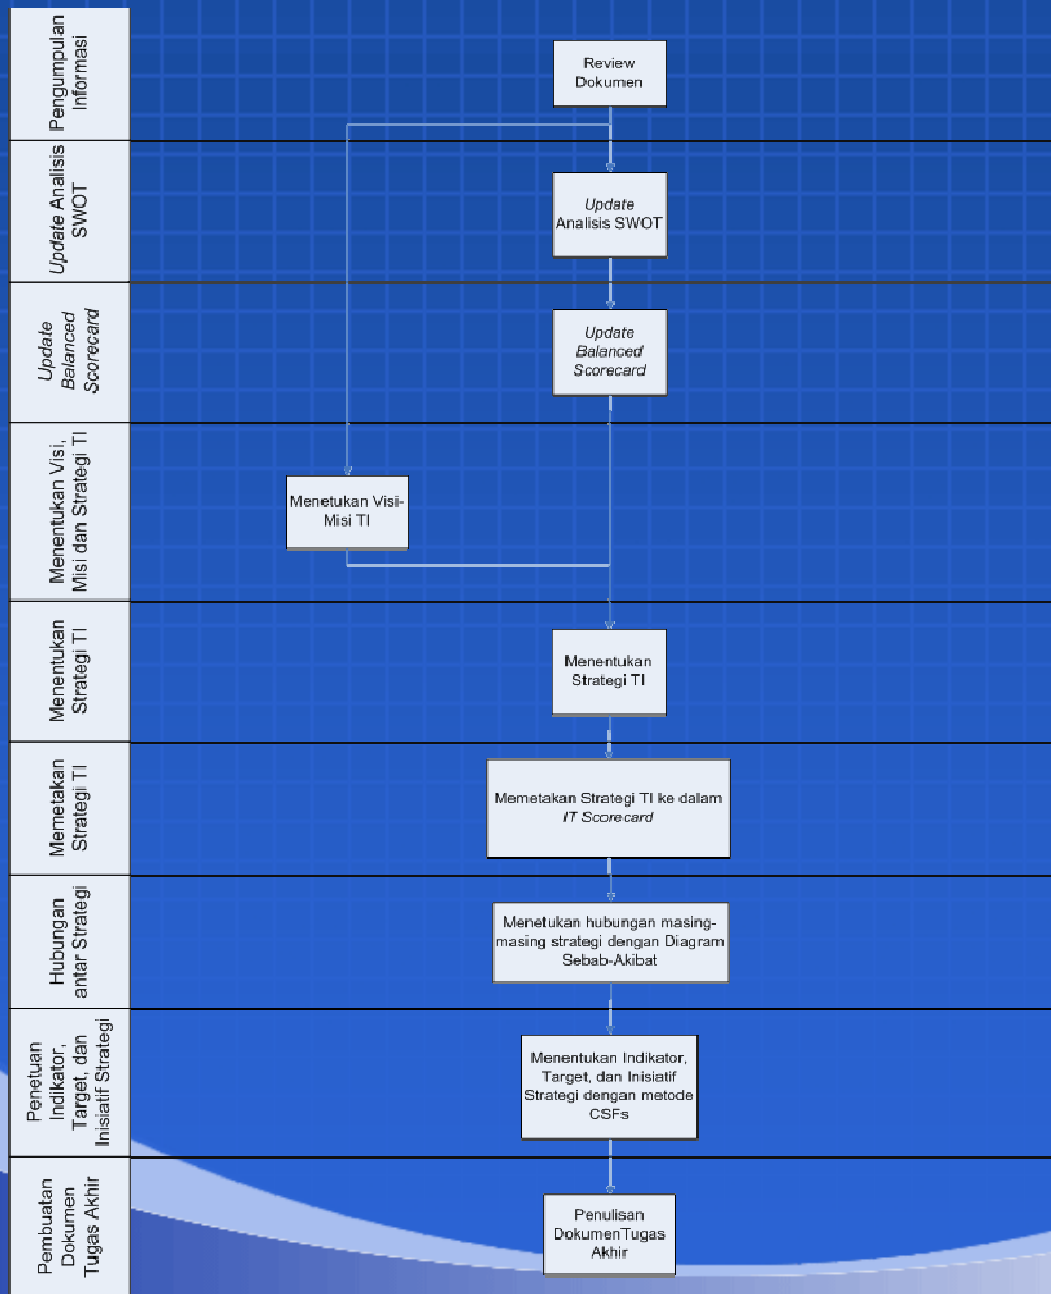 Pengumpulan
Informasi
Review
Dokumen
Update Analisis
SWOT
Update
Analisis SWOT
Update
Balanced
Scorecard
Update
Balanced
Scorecard
Menentukan Visi,
Misi dan Strategi TI
Menetukan Visi-
Misi TI
Menentukan
Strategi TI
Menentukan
Strategi TI
Memetakan
Strategi TI
Memetakan Strategi TI ke dalam
IT Scorecard
Hubungan
antar Strategi
Menetukan hubungan masing-
masing strategi dengan Diagram
Sebab-Akibat
Penetuan
Indikator,
Target, dan
Inisiatif Strategi
Menentukan Indikator,
Target, dan Inisiatif
Strategi dengan metode
CSFs
Pembuatan
Dokumen
Tugas Akhir
Penulisan
DokumenTugas
Akhir